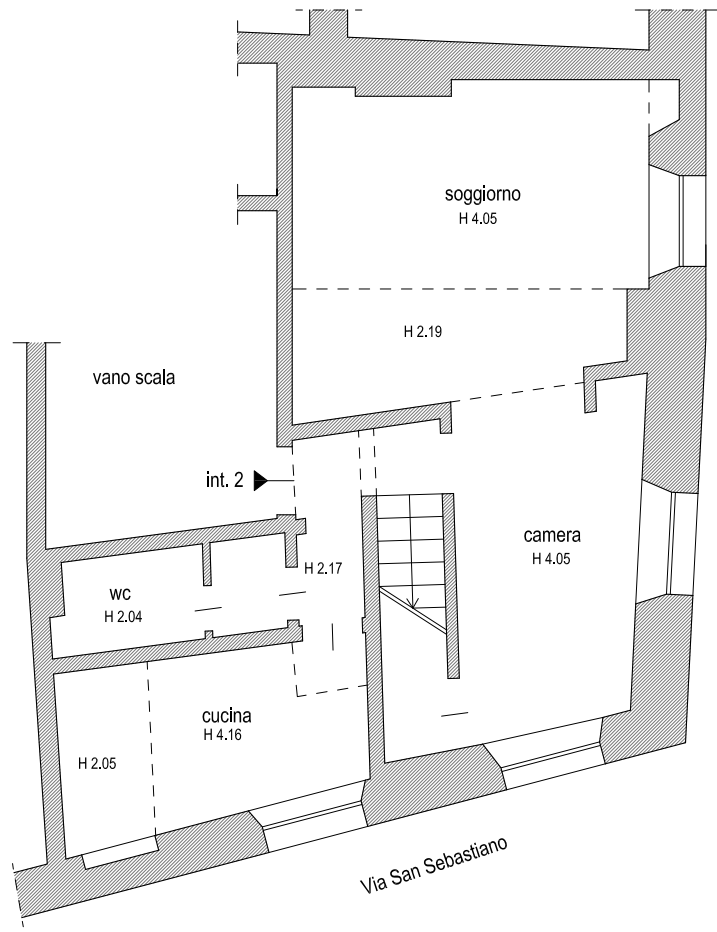 soggiorno
H 4.05
H 2.19
vano scala
int. 2
camera
H 4.05
H 2.17
wc
H 2.04
cucina
H 4.16
H 2.05
Via San Sebastiano